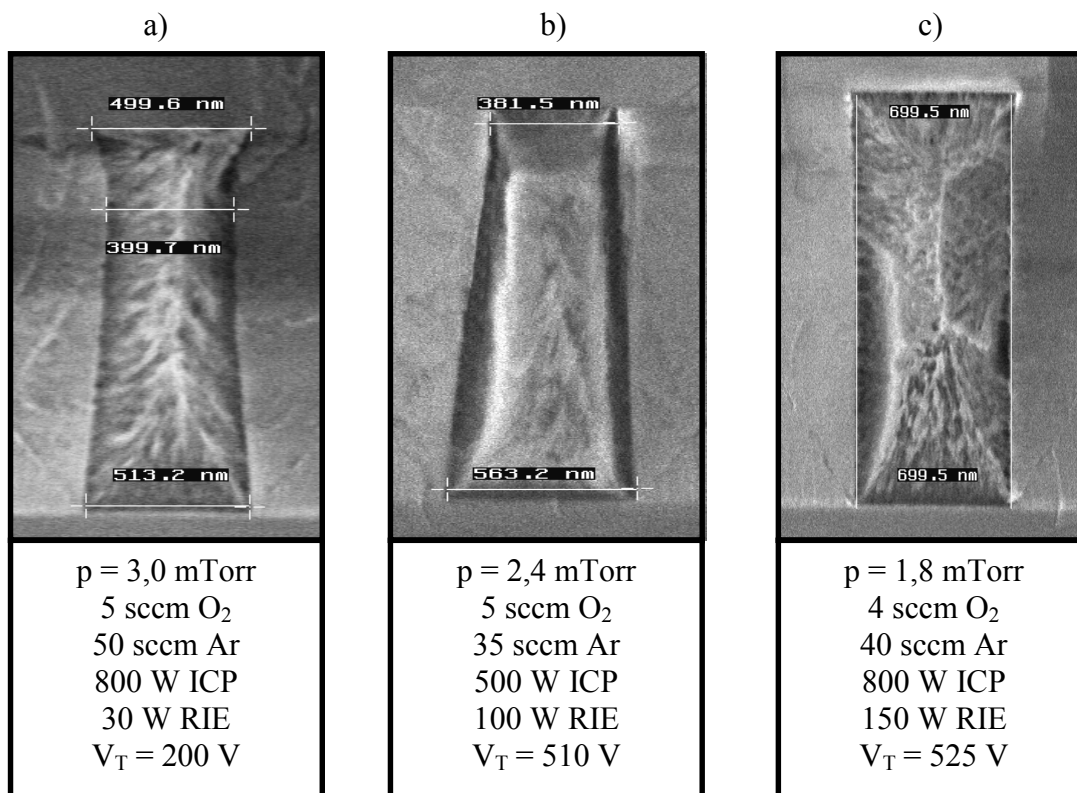 a)
b)
c)
499.6 nm
399.7 nm
513.2 nm
381.5 nm
563.2 nm
699.5 nm
699.5 nm
p = 3,0 mTorr
5 sccm O₂
50 sccm Ar
800 W ICP
30 W RIE
V_T = 200 V
p = 2,4 mTorr
5 sccm O₂
35 sccm Ar
500 W ICP
100 W RIE
V_T = 510 V
p = 1,8 mTorr
4 sccm O₂
40 sccm Ar
800 W ICP
150 W RIE
V_T = 525 V